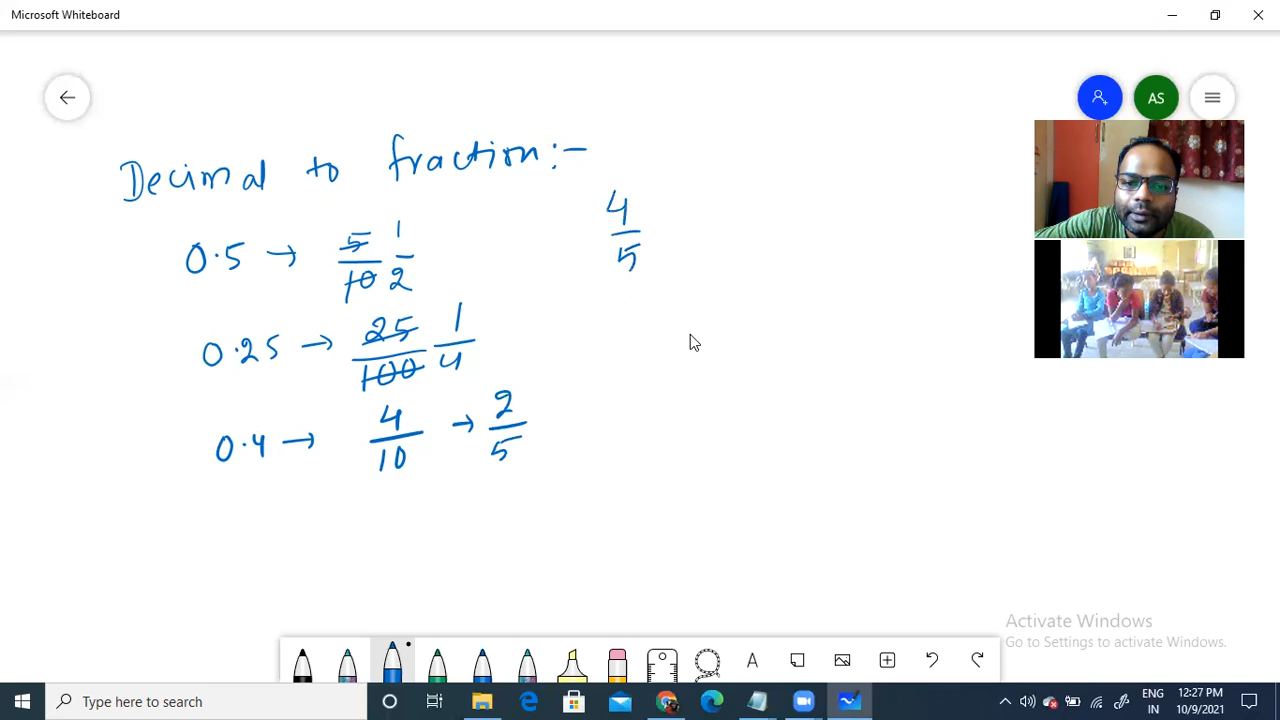 Microsoft Whiteboard
AS
Decimal to fraction:-
0.5 → 5/10 1/2
4/5
0.25 → 25/100 1/4
0.4 → 4/10 → 2/5
Activate Windows
Go to Settings to activate Windows.
A
Type here to search
ENG
IN
12:27 PM
10/9/2021